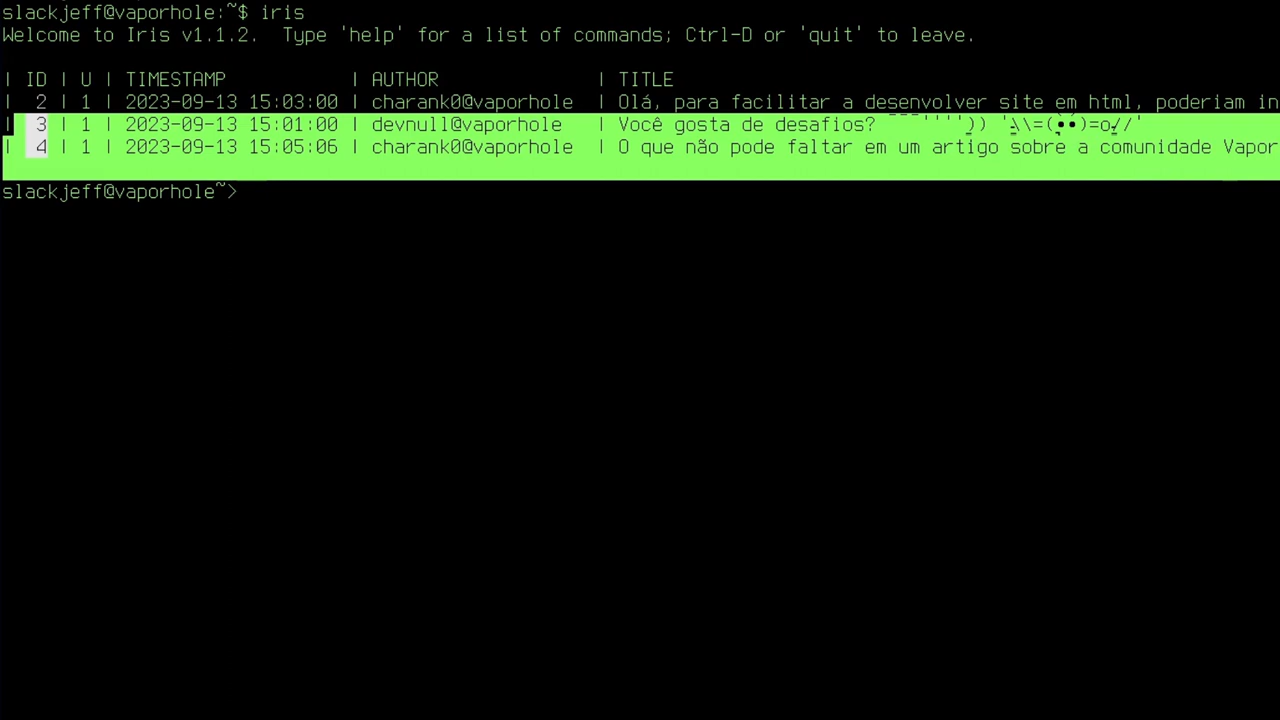 slackjeff@vaporhole:~$ iris
Welcome to Iris v1.1.2.  Type 'help' for a list of commands; Ctrl-D or 'quit' to leave.
| ID | U | TIMESTAMP           | AUTHOR              | TITLE
|  2 | 1 | 2023-09-13 15:03:00 | charank0@vaporhole  | Olá, para facilitar a desenvolver site em html, poderiam in
|  3 | 1 | 2023-09-13 15:01:00 | devnull@vaporhole   | Você gosta de desafios?
|  4 | 1 | 2023-09-13 15:05:06 | charank0@vaporhole  | O que não pode faltar em um artigo sobre a comunidade Vapor
slackjeff@vaporhole~>